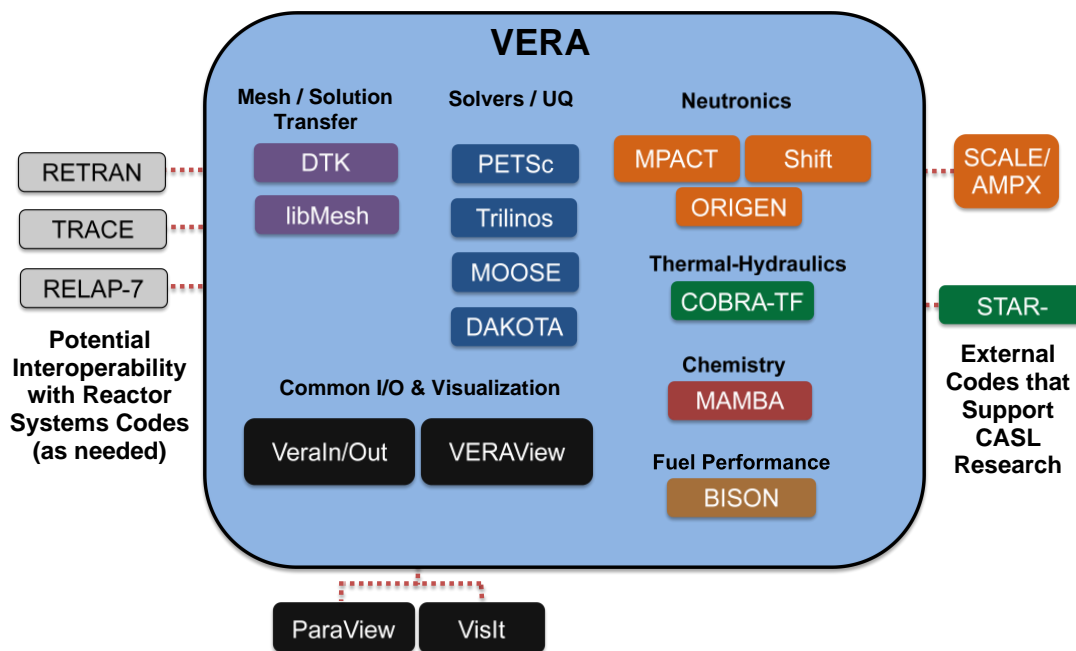 VERA
Mesh / Solution
Transfer
DTK
libMesh
Solvers / UQ
PETSc
Trilinos
MOOSE
DAKOTA
Neutronics
MPACT
Shift
ORIGEN
Thermal-Hydraulics
COBRA-TF
Chemistry
MAMBA
Fuel Performance
BISON
Common I/O & Visualization
VeraIn/Out
VERAView
RETRAN
TRACE
RELAP-7
Potential
Interoperability
with Reactor
Systems Codes
(as needed)
SCALE/
AMPX
STAR-
External
Codes that
Support
CASL
Research
ParaView
VisIt